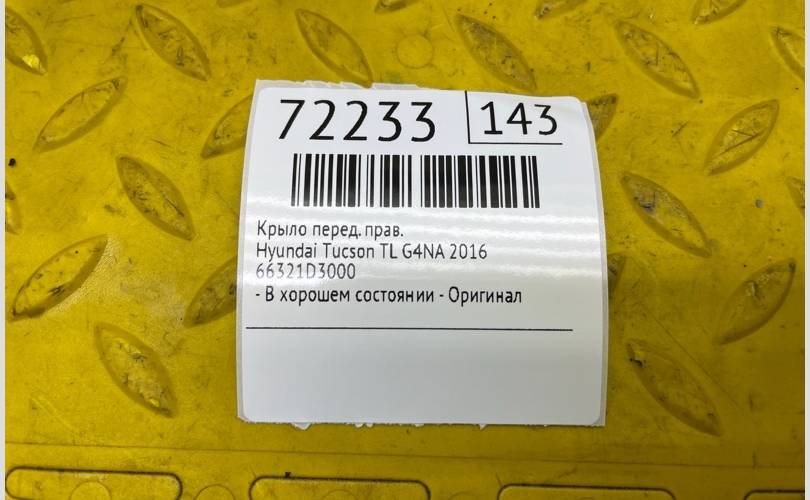 72233
143
Крыло перед. прав.
Hyundai Tucson TL G4NA 2016
66321D3000
- В хорошем состоянии - Оригинал